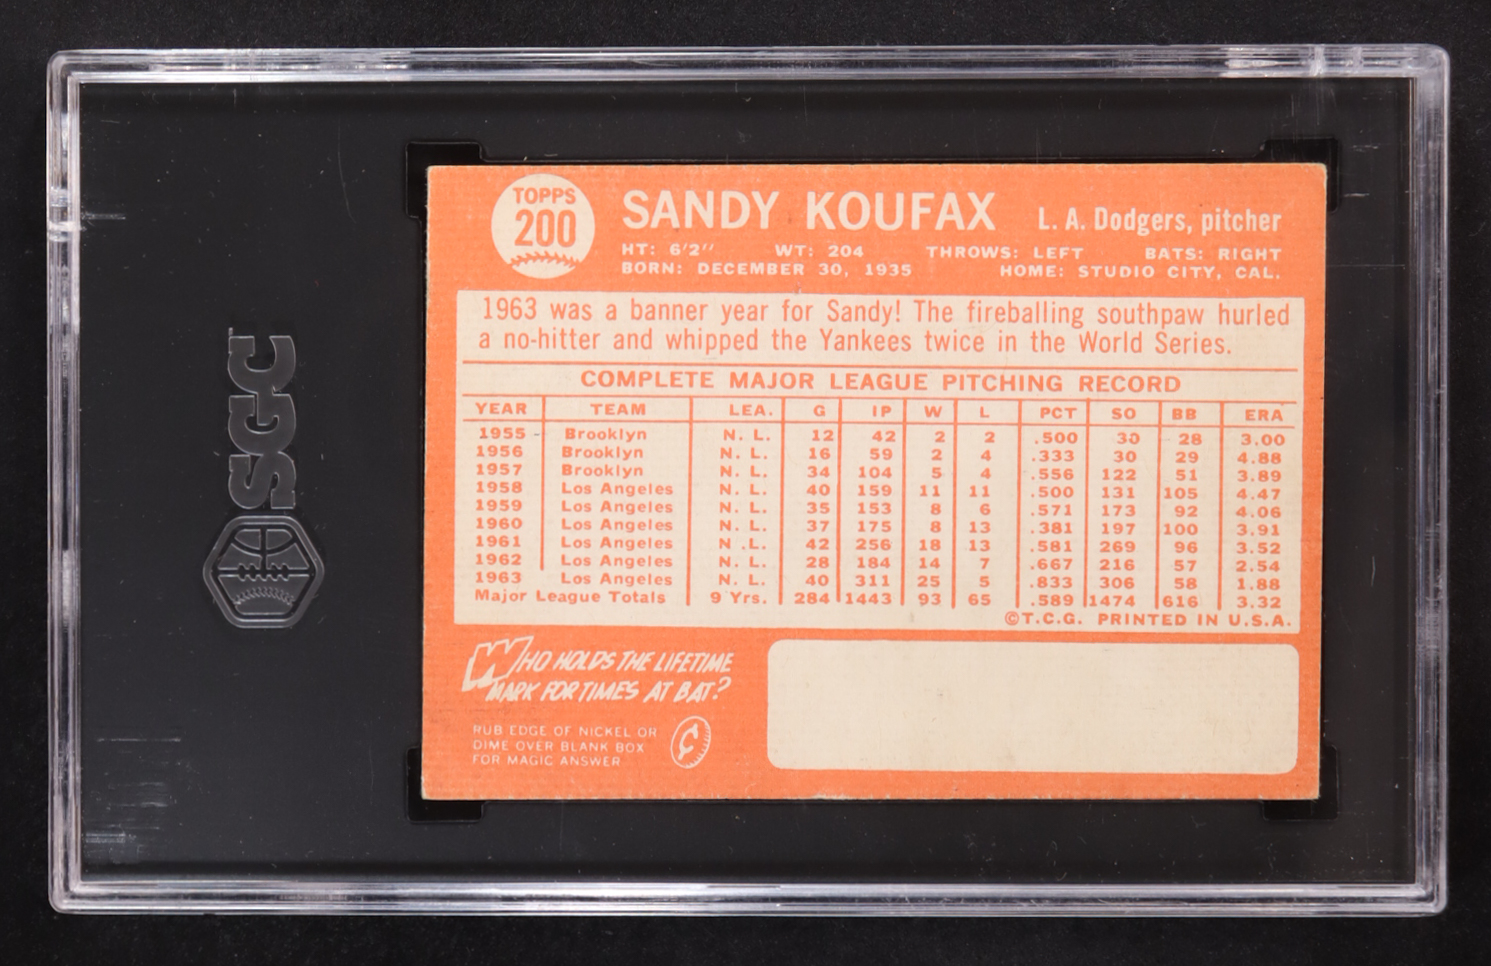 SGC
TOPPS
200
SANDY KOUFAX L. A. Dodgers, pitcher
HT: 6'2" WT: 204 THROWS: LEFT BATS: RIGHT
BORN: DECEMBER 30, 1935 HOME: STUDIO CITY, CAL.
1963 was a banner year for Sandy! The fireballing southpaw hurled
a no-hitter and whipped the Yankees twice in the World Series.
COMPLETE MAJOR LEAGUE PITCHING RECORD
YEAR TEAM LEA. G IP W L PCT SO BB ERA
1955 Brooklyn N. L. 12 42 2 2 .500 30 28 3.00
1956 Brooklyn N. L. 16 59 2 4 .333 30 29 4.88
1957 Brooklyn N. L. 34 104 5 4 .556 122 51 3.89
1958 Los Angeles N. L. 40 159 11 11 .500 131 105 4.47
1959 Los Angeles N. L. 35 153 8 6 .571 173 92 4.06
1960 Los Angeles N. L. 37 175 8 13 .381 197 100 3.91
1961 Los Angeles N .L. 42 256 18 13 .581 269 96 3.52
1962 Los Angeles N. L. 28 184 14 7 .667 216 57 2.54
1963 Los Angeles N. L. 40 311 25 5 .833 306 58 1.88
Major League Totals 9 Yrs. 284 1443 93 65 .589 1474 616 3.32
©T.C.G. PRINTED IN U.S.A.
WHO HOLDS THE LIFETIME
MARK FOR TIMES AT BAT?
RUB EDGE OF NICKEL OR
DIME OVER BLANK BOX
FOR MAGIC ANSWER
¢